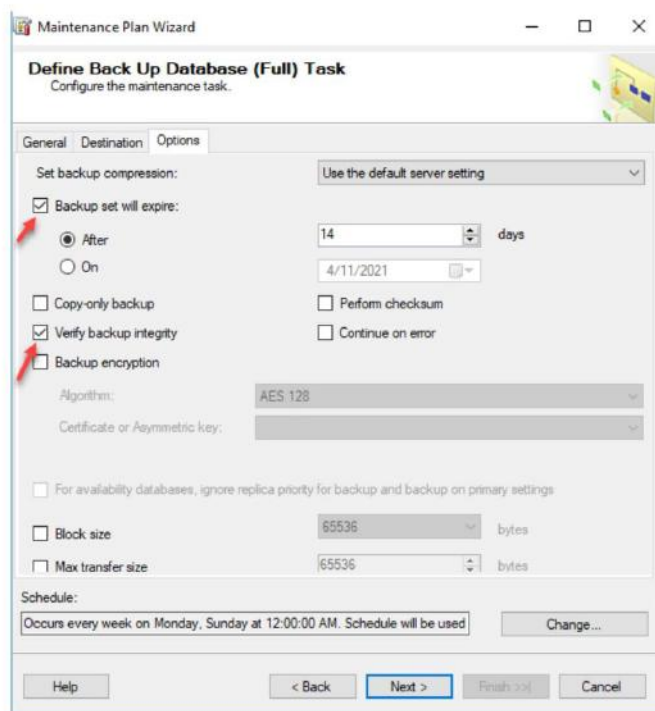 Maintenance Plan Wizard
Define Back Up Database (Full) Task
Configure the maintenance task.
General Destination Options
Set backup compression: Use the default server setting
Backup set will expire:
After 14 days
On 4/11/2021
Copy-only backup Perform checksum
Verify backup integrity Continue on error
Backup encryption
Algorithm: AES 128
Certificate or Asymmetric key:
For availability databases, ignore replica priority for backup and backup on primary settings
Block size 65536 bytes
Max transfer size 65536 bytes
Schedule:
Occurs every week on Monday, Sunday at 12:00:00 AM. Schedule will be used
Change...
Help < Back Next > Finish >>| Cancel